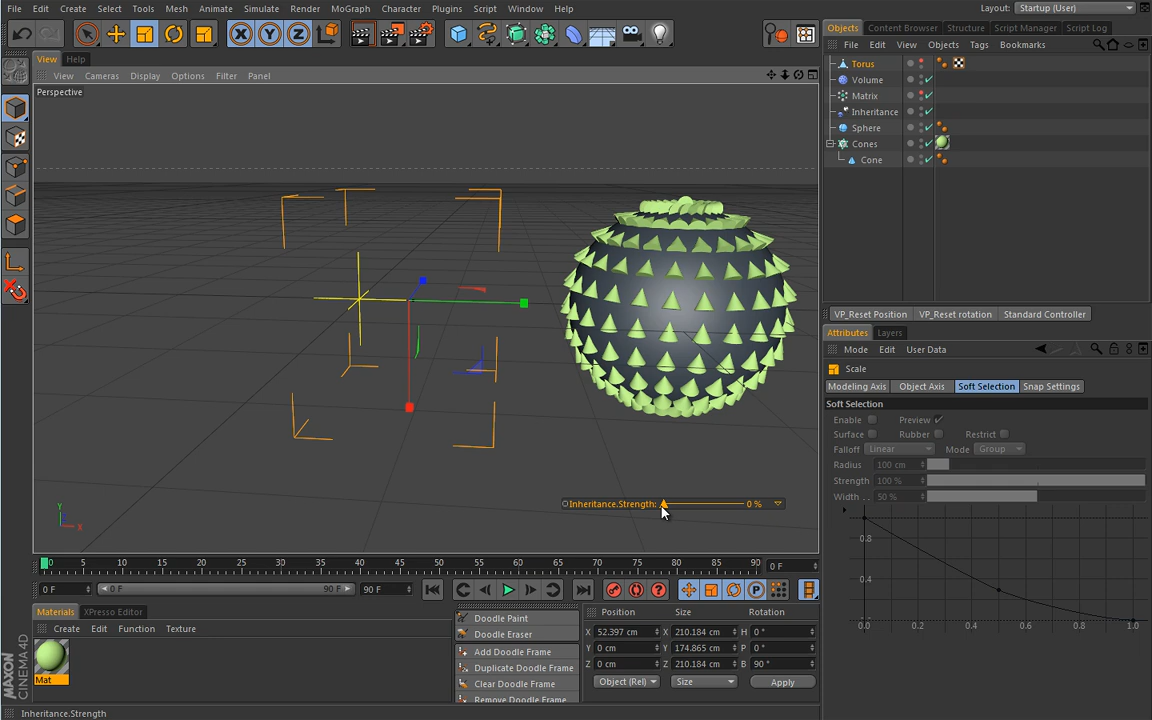 File Edit Create Select Tools Mesh Animate Simulate Render MoGraph Character Plugins Script Window Help
Layout: Startup (User)
View Help
View Cameras Display Options Filter Panel
Perspective
Inheritance.Strength: 0 %
Y
X
0 5 10 15 20 25 30 35 40 45 50 55 60 65 70 75 80 85 90 0 F
0 F 0 F 90 F 90 F
Materials XPresso Editor
Create Edit Function Texture
Mat
MAXON
CINEMA 4D
Doodle Paint
Doodle Eraser
Add Doodle Frame
Duplicate Doodle Frame
Clear Doodle Frame
Remove Doodle Frame
Position Size Rotation
X 52.397 cm X 210.184 cm H 0 °
Y 0 cm Y 174.865 cm P 0 °
Z 0 cm Z 210.184 cm B 90 °
Object (Rel) Size Apply
Inheritance.Strength
Objects Content Browser Structure Script Manager Script Log
File Edit View Objects Tags Bookmarks
Torus
Volume
Matrix
Inheritance
Sphere
Cones
Cone
VP_Reset Position VP_Reset rotation Standard Controller
Attributes Layers
Mode Edit User Data
Scale
Modeling Axis Object Axis Soft Selection Snap Settings
Soft Selection
Enable Preview
Surface Rubber Restrict
Falloff Linear Mode Group
Radius 100 cm
Strength 100 %
Width . . 50 %
0.8
0.4
0.0 0.2 0.4 0.6 0.8 1.0